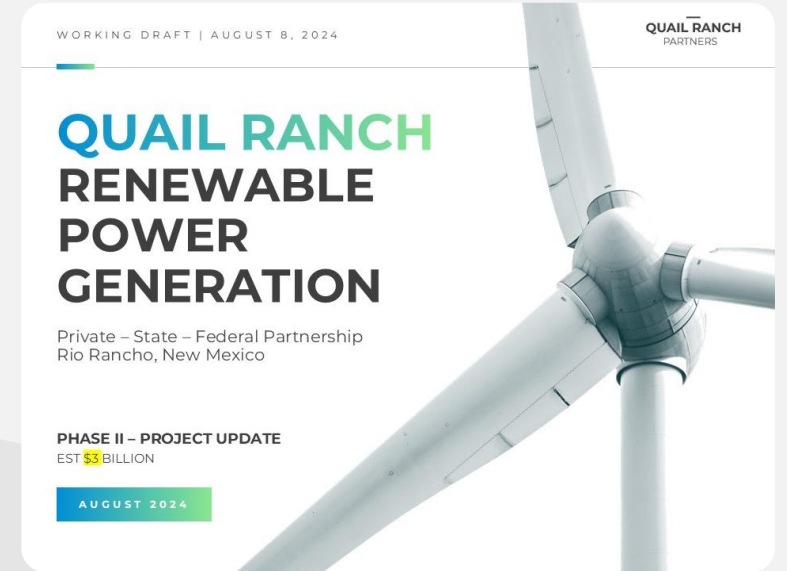 WORKING DRAFT | AUGUST 8, 2024
QUAIL RANCH
PARTNERS
QUAIL RANCH
RENEWABLE
POWER
GENERATION
Private – State – Federal Partnership
Rio Rancho, New Mexico
PHASE II – PROJECT UPDATE
EST $3 BILLION
AUGUST 2024